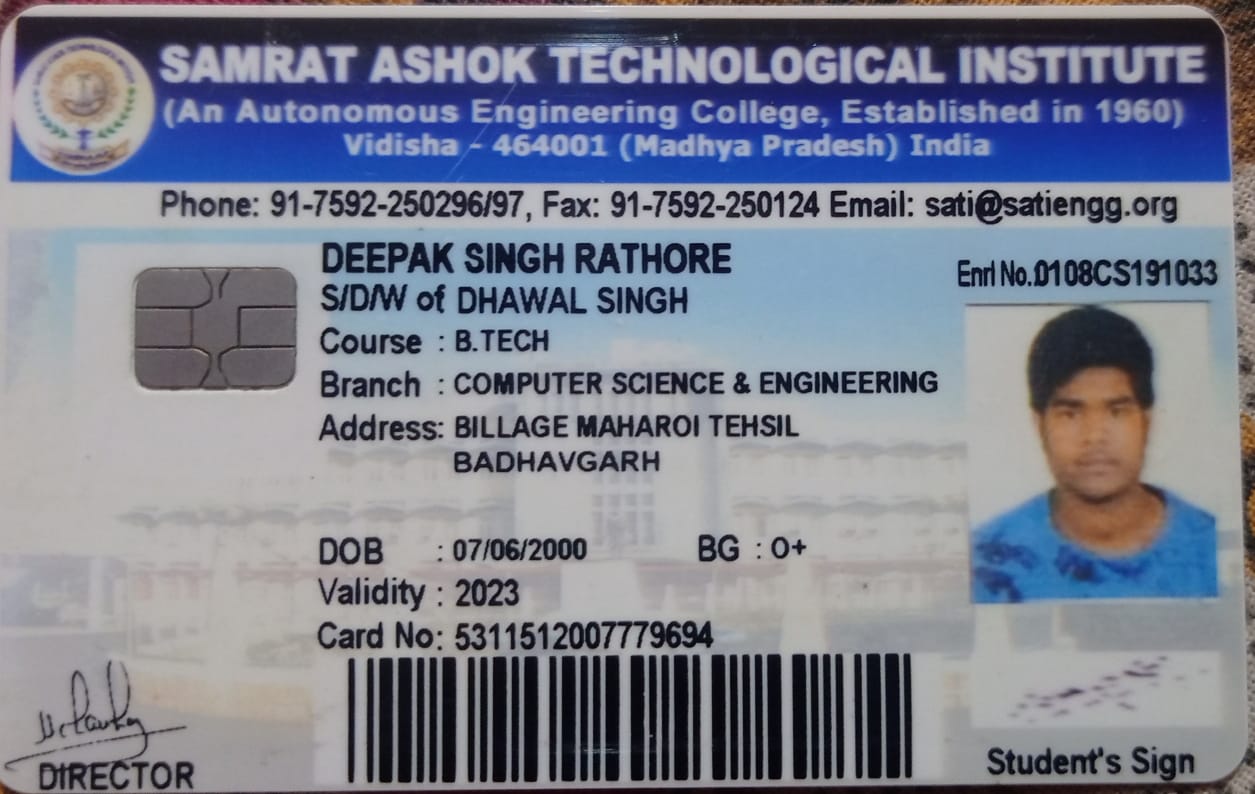 SAMRAT ASHOK TECHNOLOGICAL INSTITUTE
(An Autonomous Engineering College, Established in 1960)
Vidisha - 464001 (Madhya Pradesh) India
Phone: 91-7592-250296/97, Fax: 91-7592-250124 Email: sati@satiengg.org
DEEPAK SINGH RATHORE
Enrl No.0108CS191033
S/D/W of DHAWAL SINGH
Course : B.TECH
Branch : COMPUTER SCIENCE & ENGINEERING
Address: BILLAGE MAHAROI TEHSIL
BADHAVGARH
DOB : 07/06/2000 BG : O+
Validity : 2023
Card No: 5311512007779694
DIRECTOR
Student's Sign